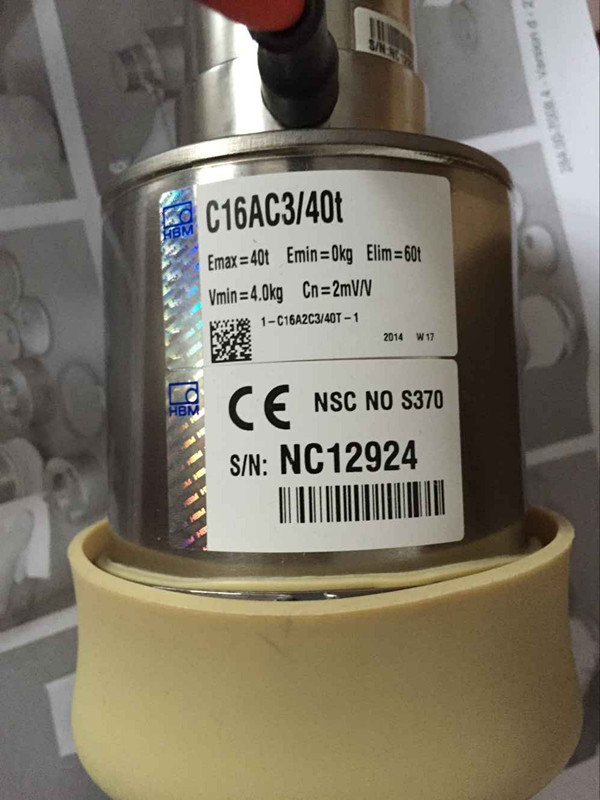 S/N:NC
HBM
C16AC3/40t
Emax=40t Emin=0kg Elim=60t
Vmin=4.0kg Cn=2mV/V
1-C16A2C3/40T-1
2014 W17
HBM
CE NSC NO S370
S/N: NC12924